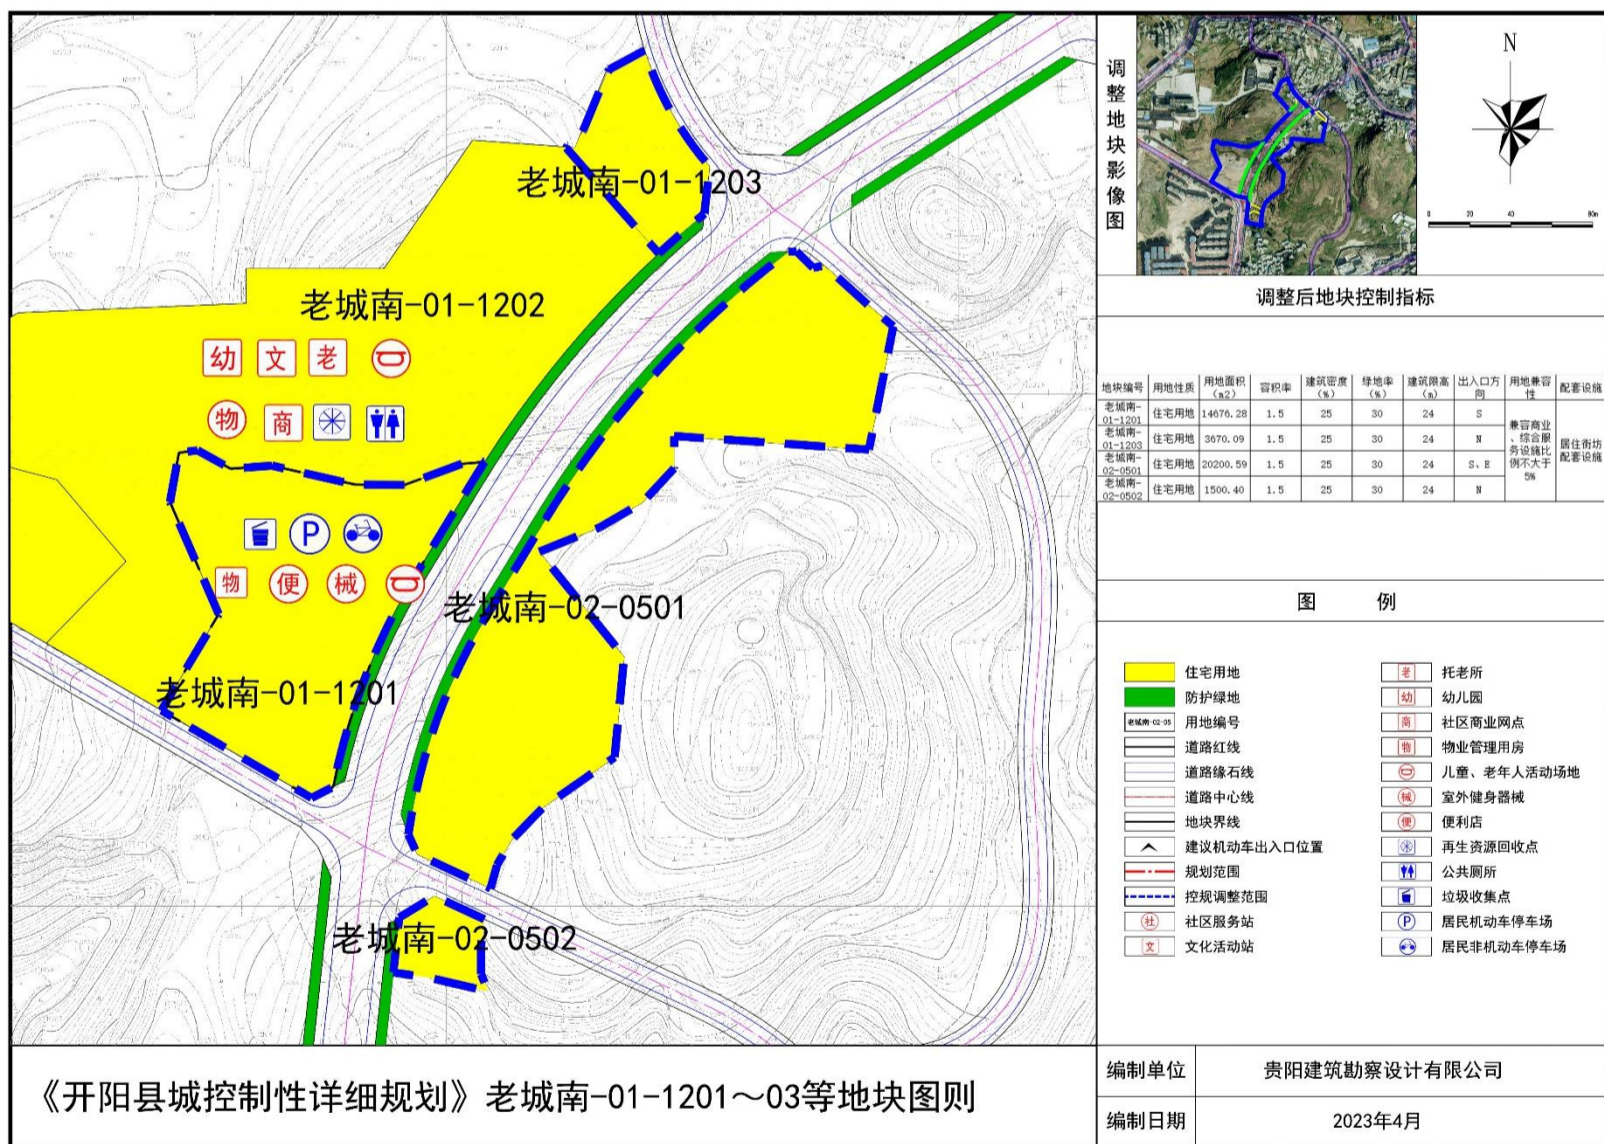 老城南-01-1203
老城南-01-1202
幼 文 老
物 商
P
物 便 械
老城南-02-0501
老城南-01-1201
老城南-02-0502
调整地块影像图
N
0 20 40 80m
调整后地块控制指标
地块编号 用地性质 用地面积（m2） 容积率 建筑密度（%） 绿地率（%） 建筑限高（m） 出入口方向 用地兼容性 配套设施
老城南-01-1201 住宅用地 14676.28 1.5 25 30 24 S
老城南-01-1203 住宅用地 3670.09 1.5 25 30 24 N
老城南-02-0501 住宅用地 20200.59 1.5 25 30 24 S、E
老城南-02-0502 住宅用地 1500.40 1.5 25 30 24 N
兼容商业、综合服务设施比例不大于5%
居住街坊配套设施
图 例
住宅用地
防护绿地
老城南-02-05 用地编号
道路红线
道路缘石线
道路中心线
地块界线
建议机动车出入口位置
规划范围
控规调整范围
社 社区服务站
文 文化活动站
老 托老所
幼 幼儿园
商 社区商业网点
物 物业管理用房
儿童、老年人活动场地
械 室外健身器械
便 便利店
再生资源回收点
公共厕所
垃圾收集点
P 居民机动车停车场
居民非机动车停车场
《开阳县城控制性详细规划》老城南-01-1201～03等地块图则
编制单位 贵阳建筑勘察设计有限公司
编制日期 2023年4月